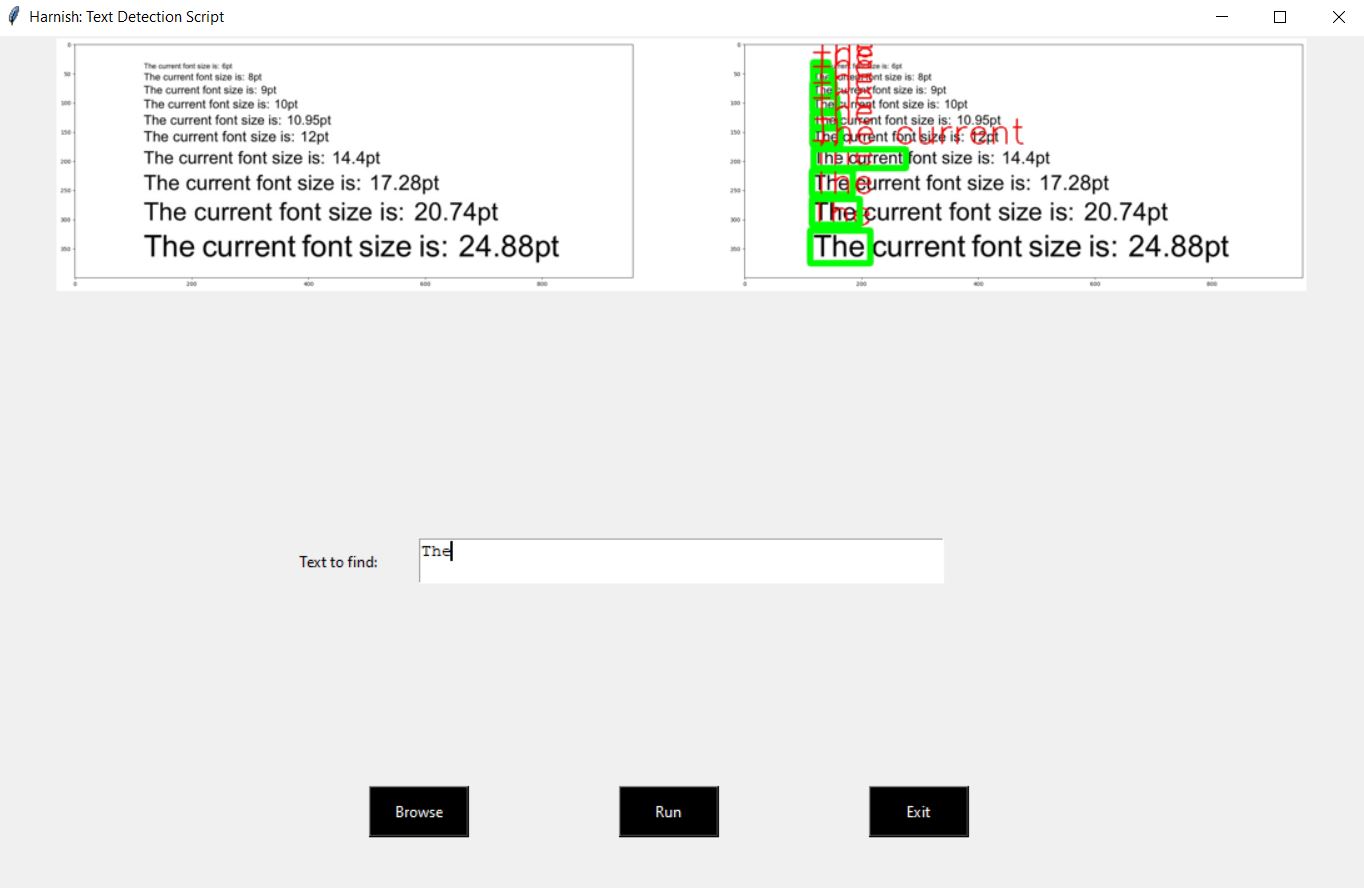 Harnish: Text Detection Script
0
The current font size is: 6pt
50
The current font size is: 8pt
The current font size is: 9pt
100
The current font size is: 10pt
The current font size is: 10.95pt
150
The current font size is: 12pt
200
The current font size is: 14.4pt
250
The current font size is: 17.28pt
300
The current font size is: 20.74pt
350
The current font size is: 24.88pt
0 200 400 600 800
0
the
font size is: 6pt
50
font size is: 8pt
100
The current font size is: 9pt
The current font size is: 10pt
150
The current font size is: 10.95pt
the current
The current font size is: 12pt
200
The current font size is: 14.4pt
250
The current font size is: 17.28pt
the
300
The current font size is: 20.74pt
the
350
The current font size is: 24.88pt
0 200 400 600 800
Text to find: The
Browse Run Exit